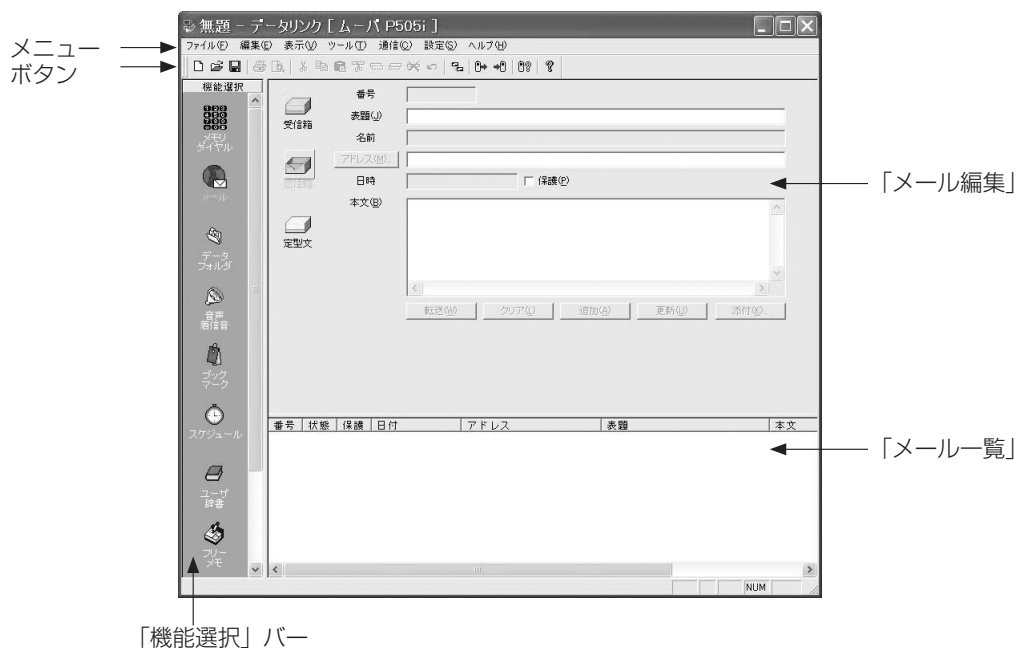 無題 - データリンク [ ムーバ P505i ]
メニュー
ファイル(F) 編集(E) 表示(V) ツール(T) 通信(C) 設定(S) ヘルプ(H)
ボタン
機能選択
メモリ
ダイヤル
メール
データ
フォルダ
音声
着信音
ブック
マーク
スケジュール
ユーザ
辞書
フリー
メモ
受信箱
送信箱
定型文
番号
表題(J)
名前
アドレス(M)...
日時
保護(P)
本文(B)
転送(W) クリア(L) 追加(A) 更新(U) 添付(K)...
「メール編集」
番号 状態 保護 日付 アドレス 表題 本文
「メール一覧」
NUM
「機能選択」バー